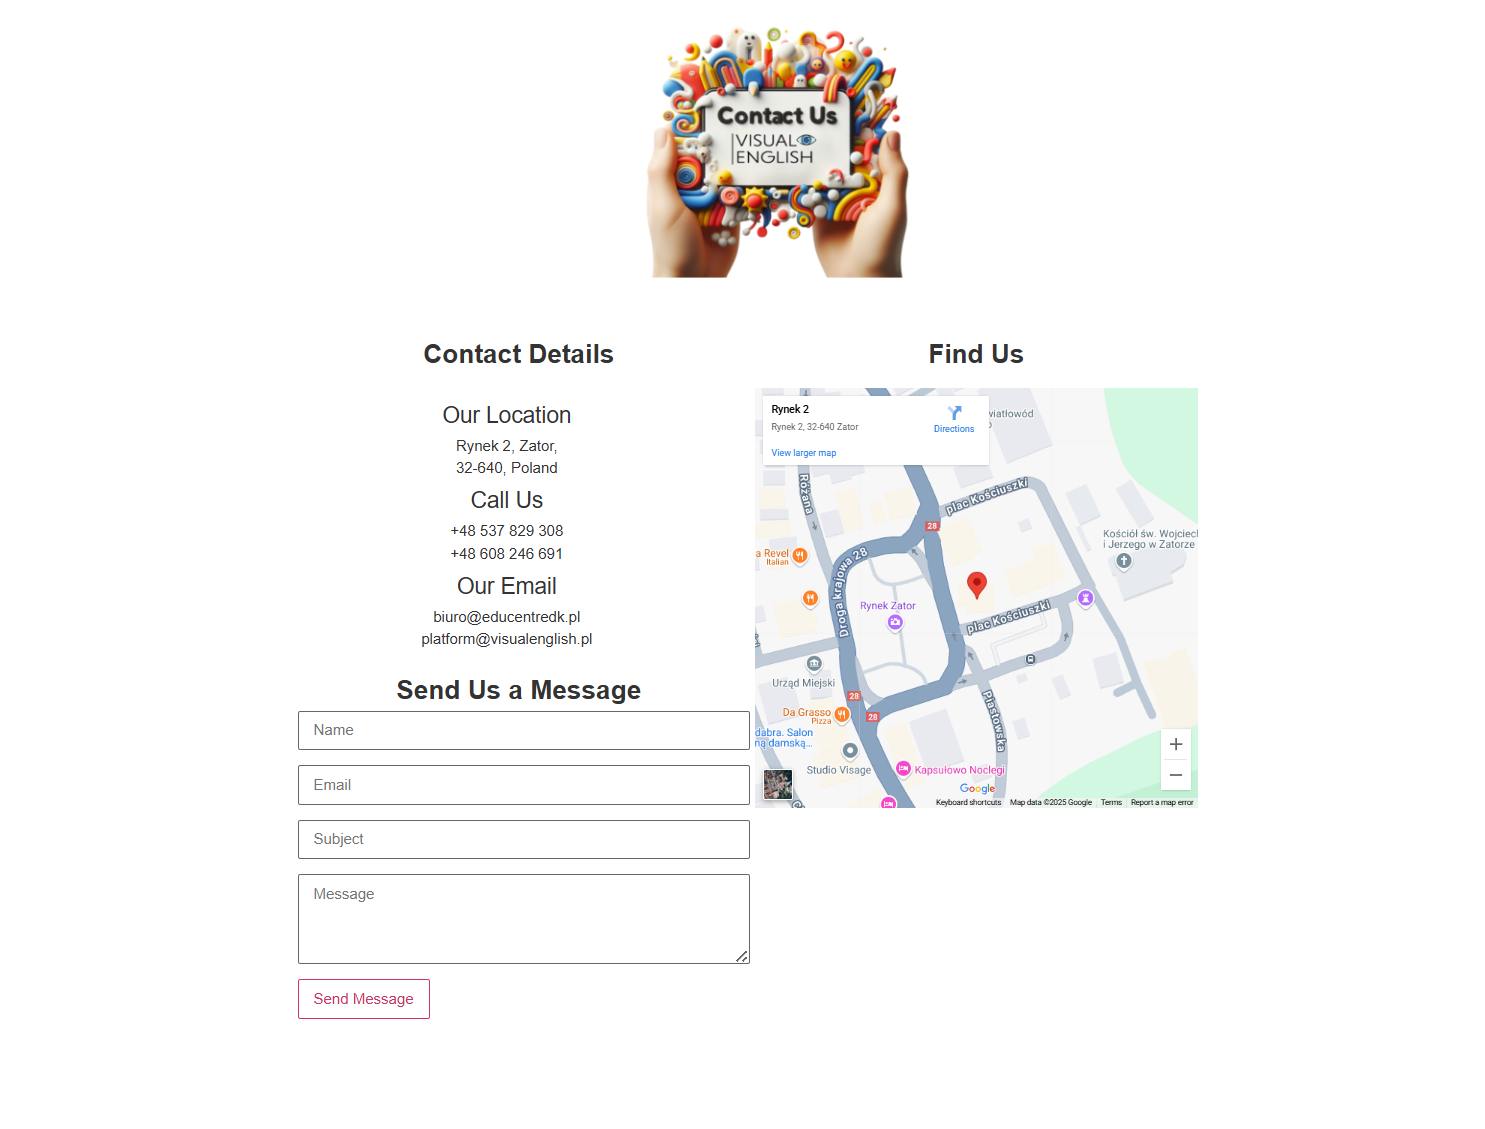 Contact Us
VISUAL
ENGLISH
Contact Details
Our Location
Rynek 2, Zator,
32-640, Poland
Call Us
+48 537 829 308
+48 608 246 691
Our Email
biuro@educentredk.pl
platform@visualenglish.pl
Send Us a Message
Name
Email
Subject
Message
Send Message
Find Us
Rynek 2
Rynek 2, 32-640 Zator
Directions
View larger map
Różana
plac Kościuszki
28
Kościół św. Wojciech
i Jerzego w Zatorze
a Revel
Italian
Droga krajowa 28
Rynek Zator
plac Kościuszki
Urząd Miejski
28
28
Da Grasso
Pizza
Piastowska
dabra. Salon
ną damską...
Studio Visage
Kapsułowo Noclegi
Google
Keyboard shortcuts
Map data ©2025 Google
Terms
Report a map error